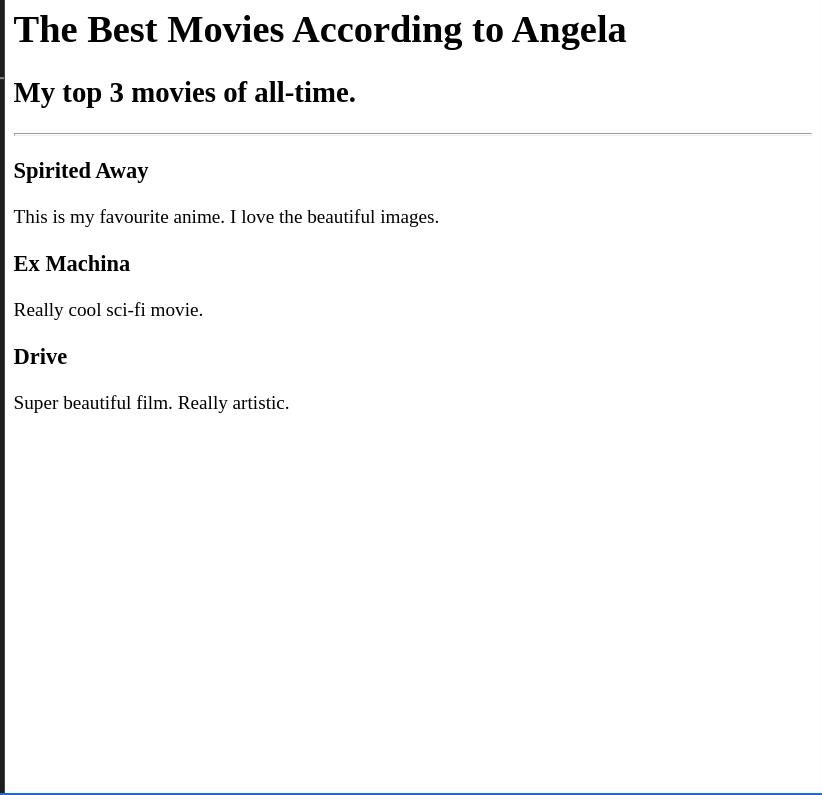 The Best Movies According to Angela
My top 3 movies of all-time.
Spirited Away
This is my favourite anime. I love the beautiful images.
Ex Machina
Really cool sci-fi movie.
Drive
Super beautiful film. Really artistic.